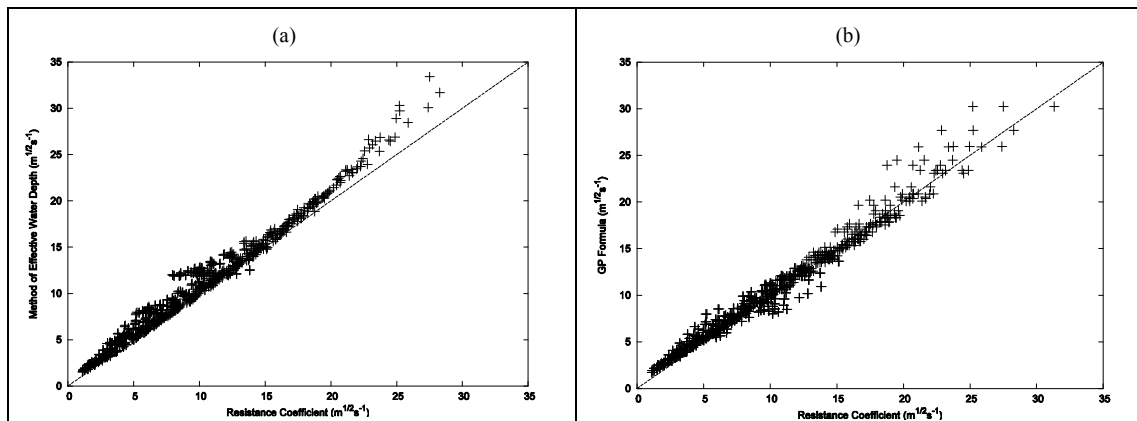 (a)
35
30
25
20
15
10
5
0
Method of Effective Water Depth (m1/2s-1)
0 5 10 15 20 25 30 35
Resistance Coefficient (m1/2s-1)
(b)
35
30
25
20
15
10
5
0
GP Formula (m1/2s-1)
0 5 10 15 20 25 30 35
Resistance Coefficient (m1/2s-1)